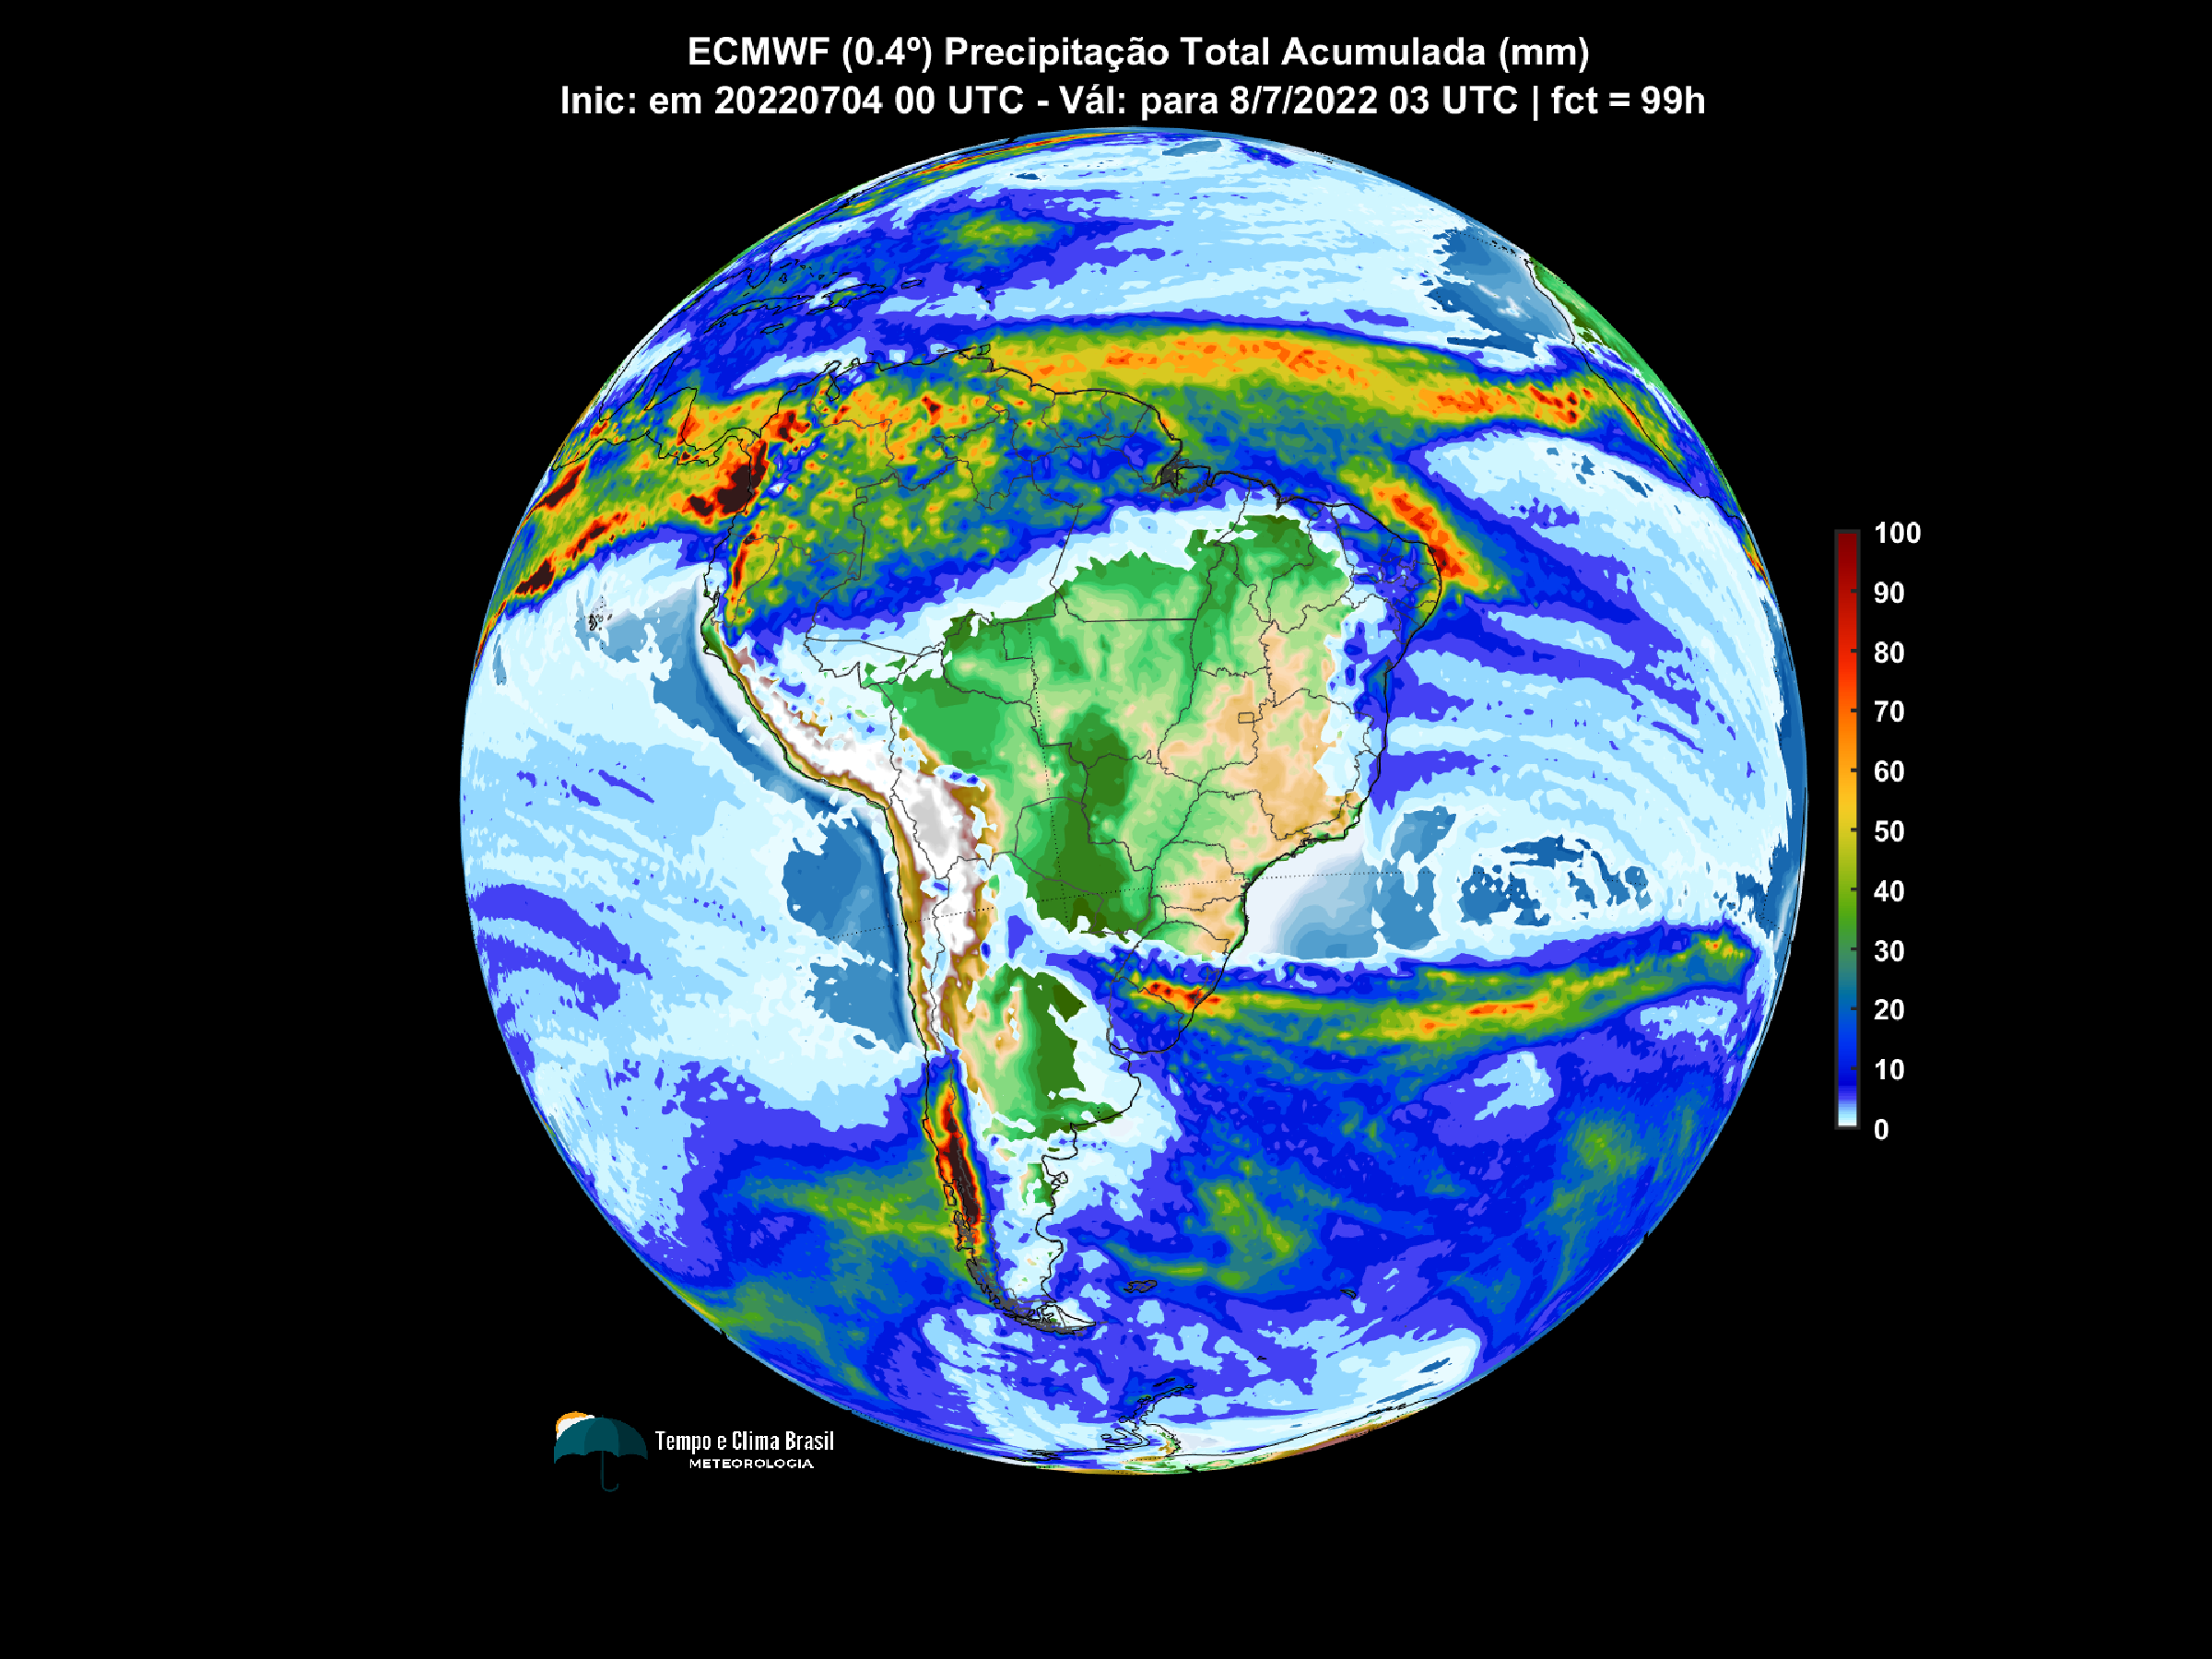 ECMWF (0.4º) Precipitação Total Acumulada (mm)
Inic: em 20220704 00 UTC - Vál: para 8/7/2022 03 UTC | fct = 99h
100
90
80
70
60
50
40
30
20
10
0
Tempo e Clima Brasil
METEOROLOGIA